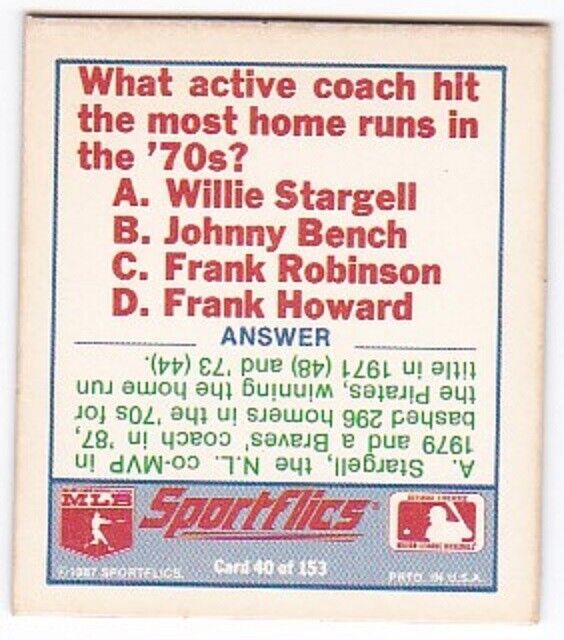 What active coach hit
the most home runs in
the '70s?
A. Willie Stargell
B. Johnny Bench
C. Frank Robinson
D. Frank Howard
ANSWER
A. Stargell, the N.L. co-MVP in
1979 and a Braves' coach in '87,
bashed 296 homers in the '70s for
the Pirates, winning the home run
title in 1971 (48) and '73 (44).
MLB
Sportflics
©1987 SPORTFLICS.
Card 40 of 153
PRTD. IN U.S.A.